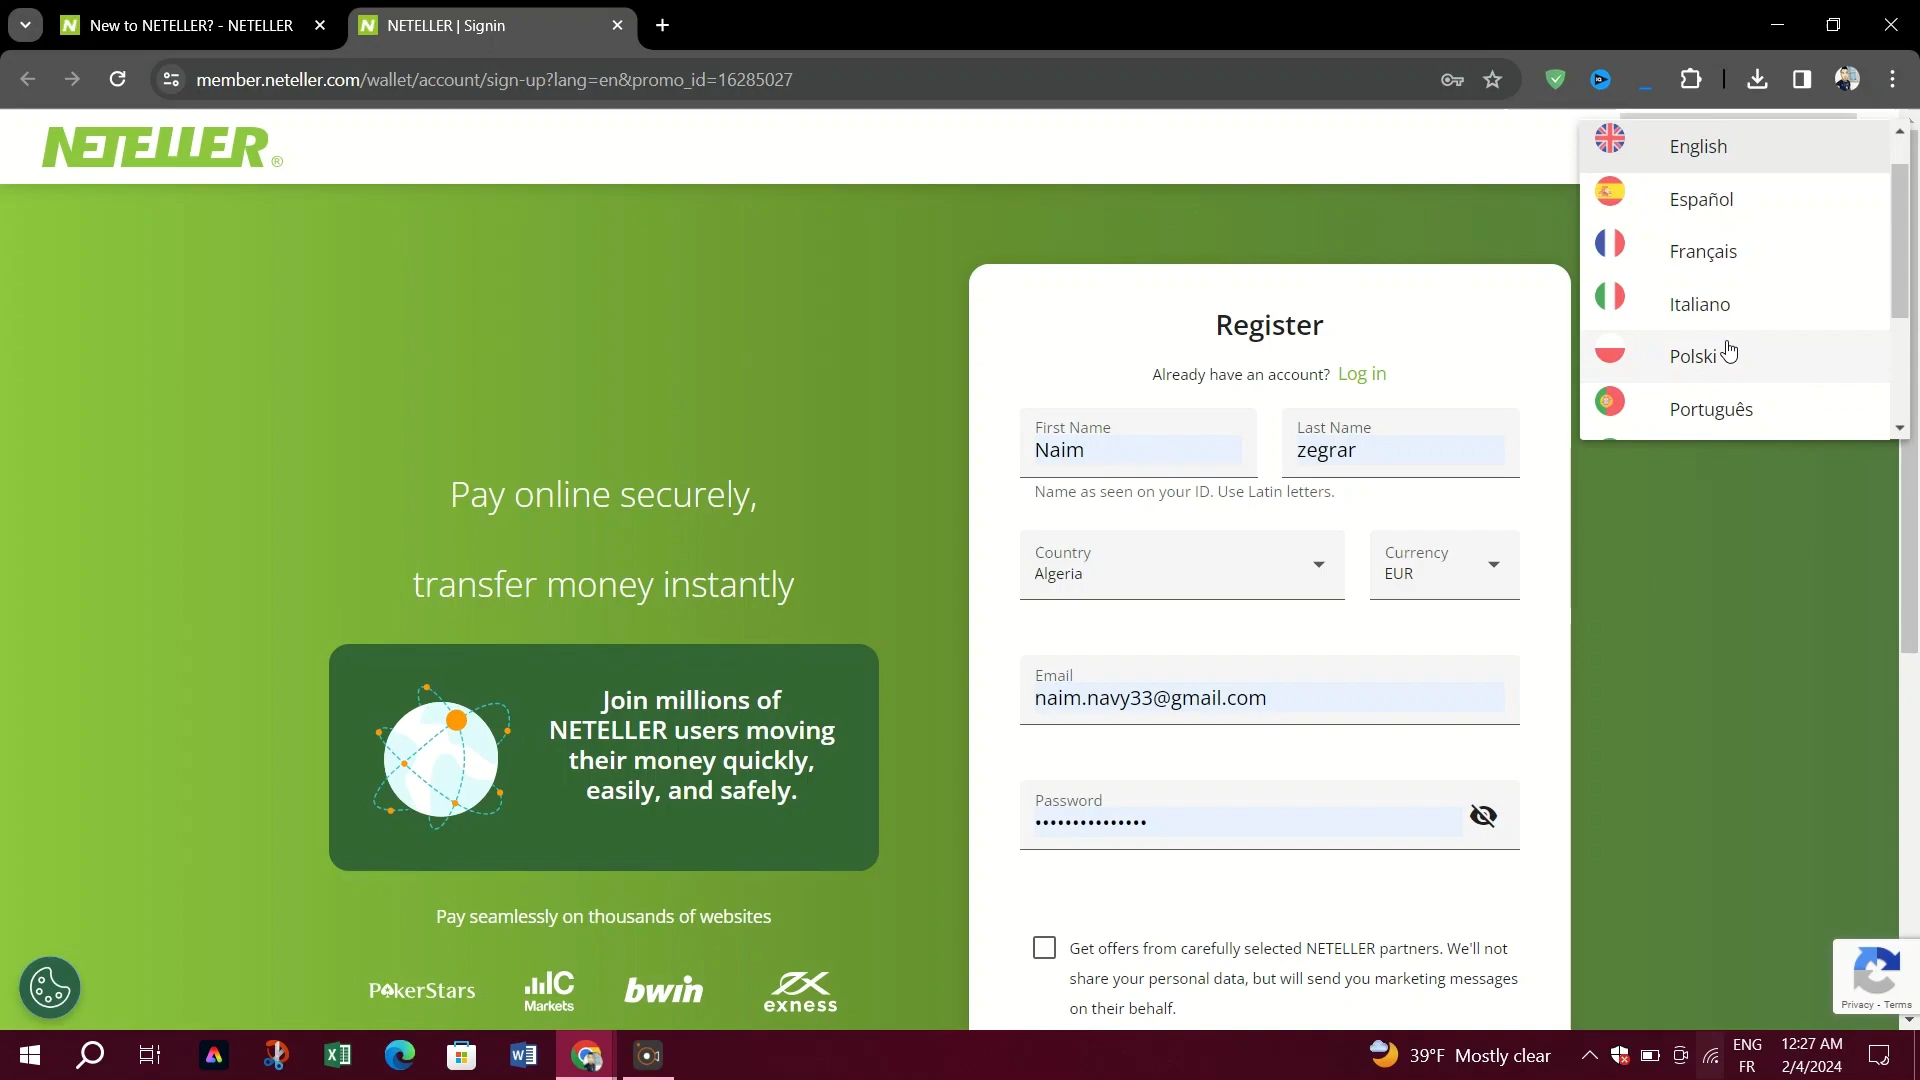 New to NETELLER? - NETELLER
NETELLER | Signin
member.neteller.com/wallet/account/sign-up?lang=en&promo_id=16285027
NETELLER®
English
Español
Français
Italiano
Polski
Português
Register
Already have an account? Log in
First Name
Naim
Last Name
zegrar
Name as seen on your ID. Use Latin letters.
Country
Algeria
Currency
EUR
Email
naim.navy33@gmail.com
Password
•••••••••••••••
Pay online securely,
transfer money instantly
Join millions of
NETELLER users moving
their money quickly,
easily, and safely.
Pay seamlessly on thousands of websites
PokerStars
IC Markets
bwin
exness
Get offers from carefully selected NETELLER partners. We'll not
share your personal data, but will send you marketing messages
on their behalf.
Privacy - Terms
39°F Mostly clear
ENG
FR
12:27 AM
2/4/2024